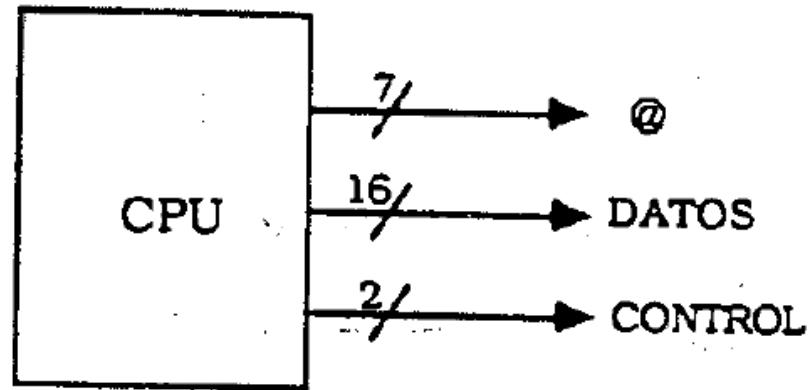 7
@
CPU
16
DATOS
2
CONTROL